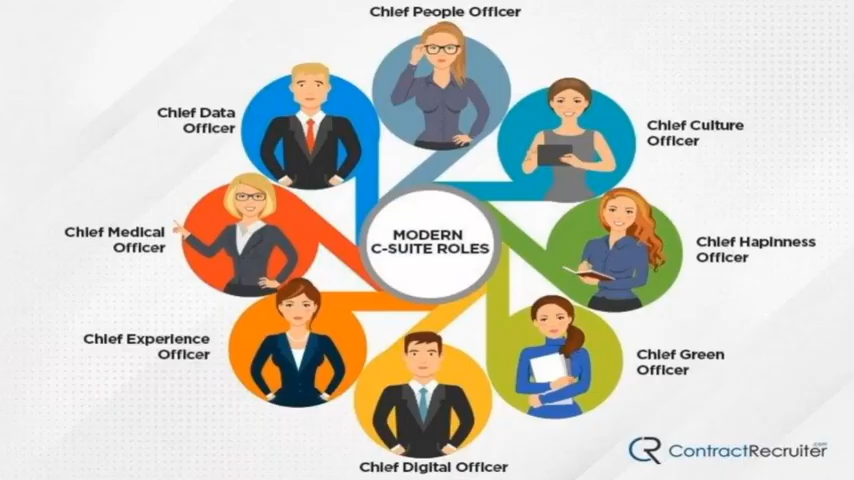 Chief People Officer
Chief Data
Officer
Chief Culture
Officer
Chief Medical
Officer
MODERN
C-SUITE ROLES
Chief Hapinness
Officer
Chief Experience
Officer
Chief Green
Officer
Chief Digital Officer
CR ContractRecruiter.com